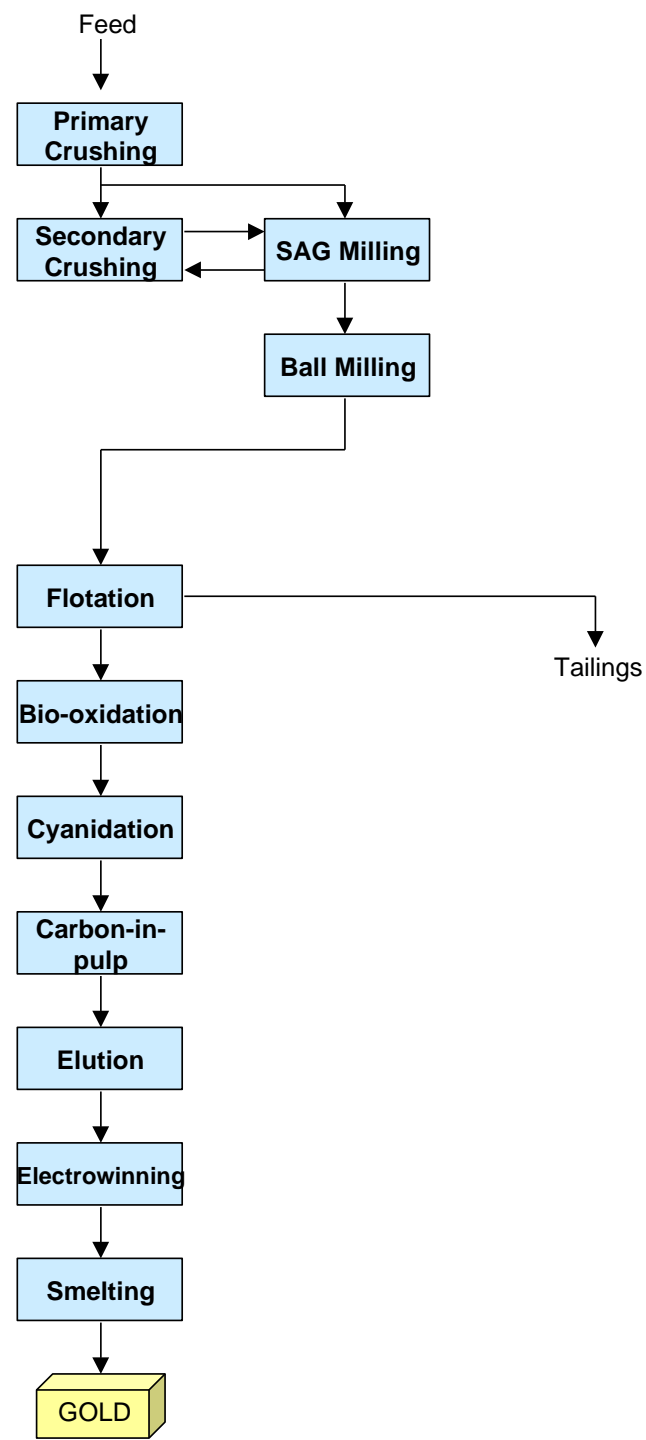 Feed
Primary
Crushing
Secondary
Crushing
SAG Milling
Ball Milling
Flotation
Tailings
Bio-oxidation
Cyanidation
Carbon-in-
pulp
Elution
Electrowinning
Smelting
GOLD